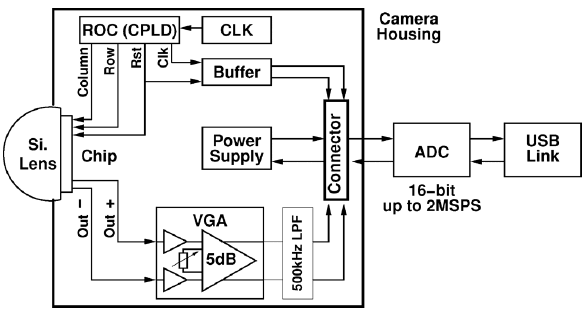 Camera
Housing
ROC (CPLD)
CLK
Column
Row
Rst
Clk
Buffer
Si.
Lens
Chip
Power
Supply
Connector
ADC
USB
Link
16-bit
up to 2MSPS
Out -
Out +
VGA
5dB
500kHz LPF